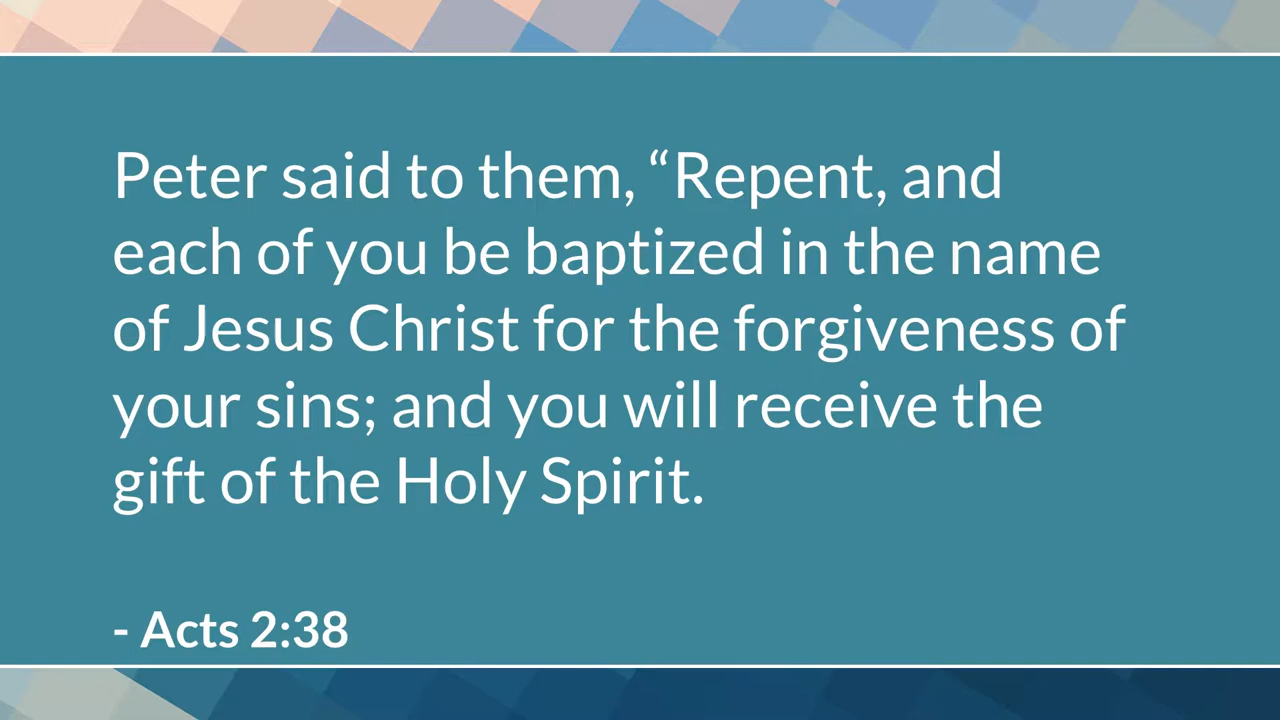 Peter said to them, “Repent, and
each of you be baptized in the name
of Jesus Christ for the forgiveness of
your sins; and you will receive the
gift of the Holy Spirit.
- Acts 2:38